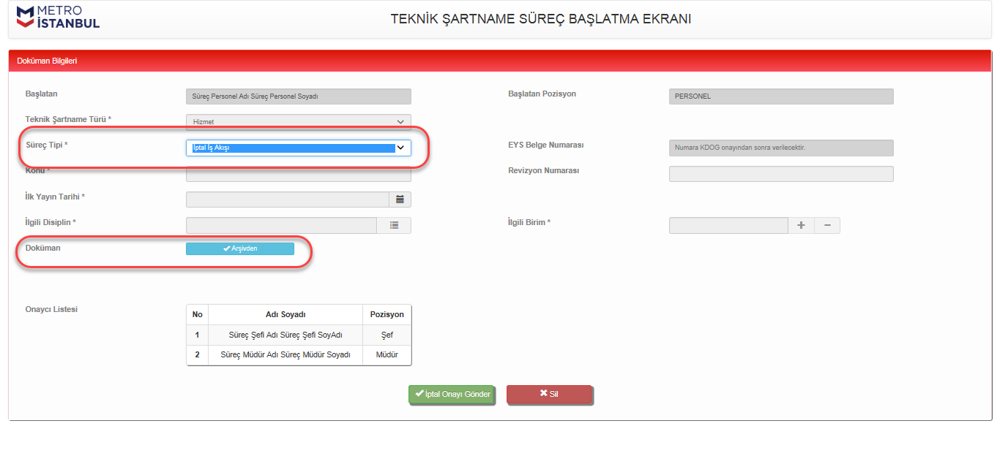 METRO
İSTANBUL
TEKNİK ŞARTNAME SÜREÇ BAŞLATMA EKRANI
Doküman Bilgileri
Başlatan
Süreç Personel Adı Süreç Personel Soyadı
Başlatan Pozisyon
PERSONEL
Teknik Şartname Türü *
Hizmet
Süreç Tipi *
İptal İş Akışı
EYS Belge Numarası
Numara KDOG onayından sonra verilecektir.
Konu *
Revizyon Numarası
İlk Yayın Tarihi *
İlgili Disiplin *
İlgili Birim *
Doküman
Arşivden
Onaycı Listesi
No Adı Soyadı Pozisyon
1 Süreç Şefi Adı Süreç Şefi SoyAdı Şef
2 Süreç Müdür Adı Süreç Müdür Soyadı Müdür
İptal Onayı Gönder
Sil